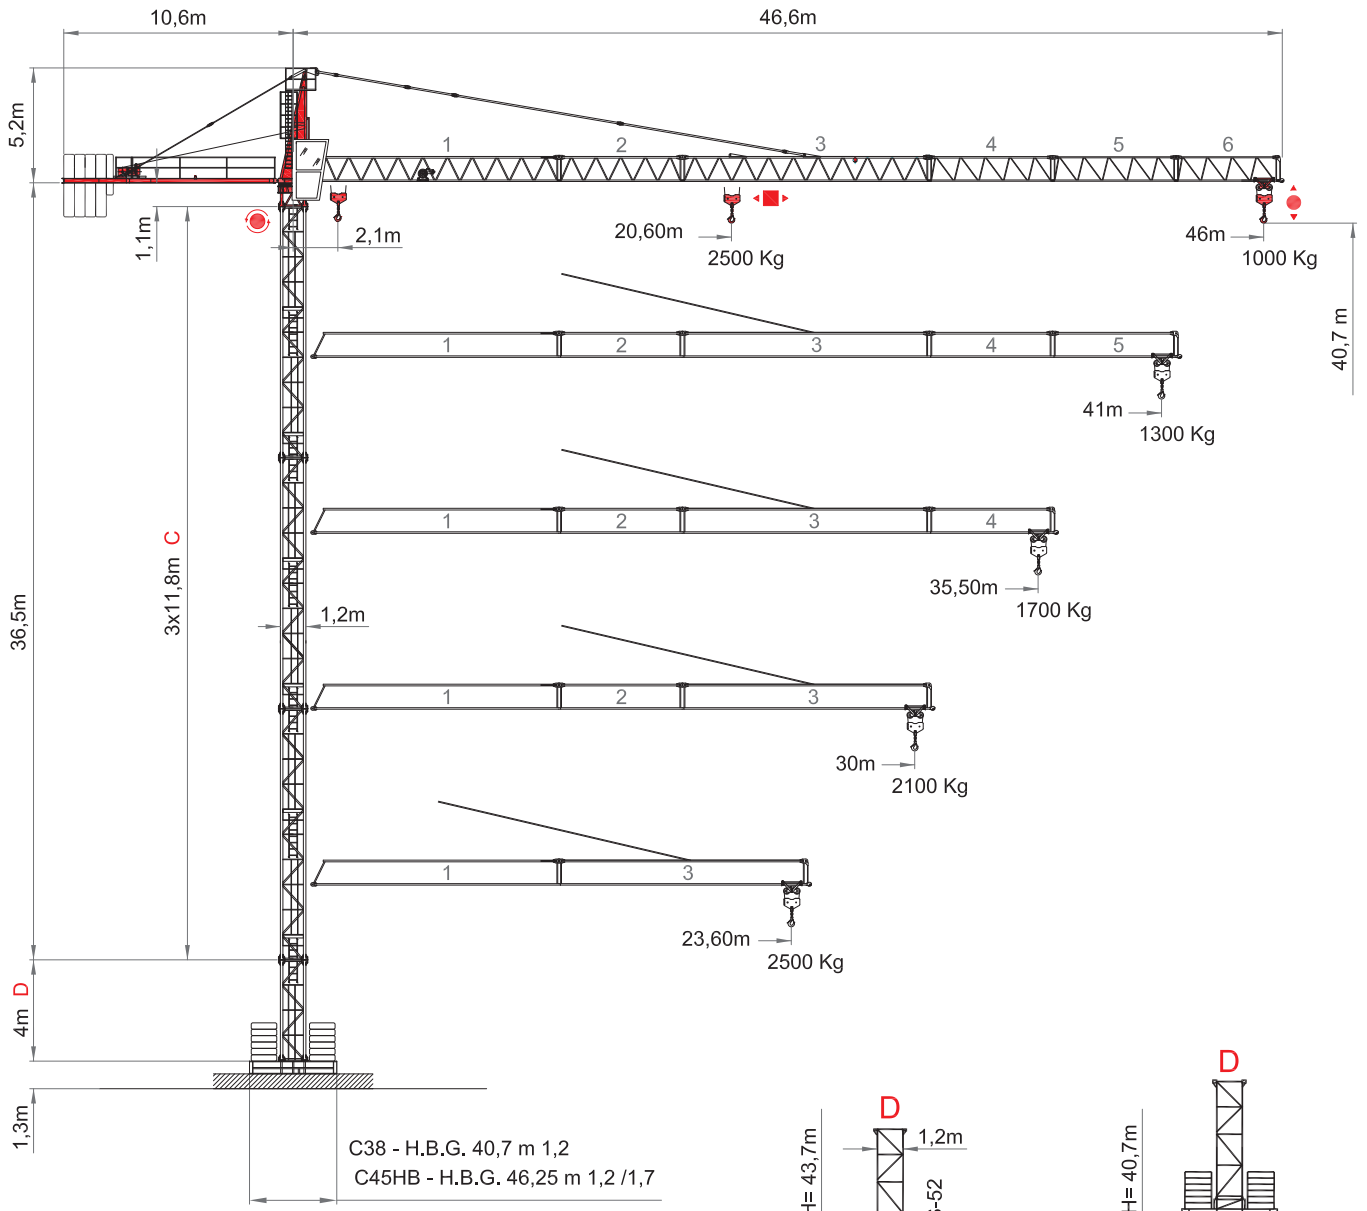 10,6m
46,6m
5,2m
1 2 3 4 5 6
1,1m
2,1m
20,60m
2500 Kg
46m
1000 Kg
40,7 m
1 2 3 4 5
41m
1300 Kg
1 2 3 4
35,50m
1700 Kg
36,5m
3x11,8m C
1,2m
1 2 3
30m
2100 Kg
1 3
23,60m
2500 Kg
4m D
1,3m
C38 - H.B.G. 40,7 m 1,2
C45HB - H.B.G. 46,25 m 1,2 /1,7
D
H= 43,7m
1,2m
D
H= 40,7m